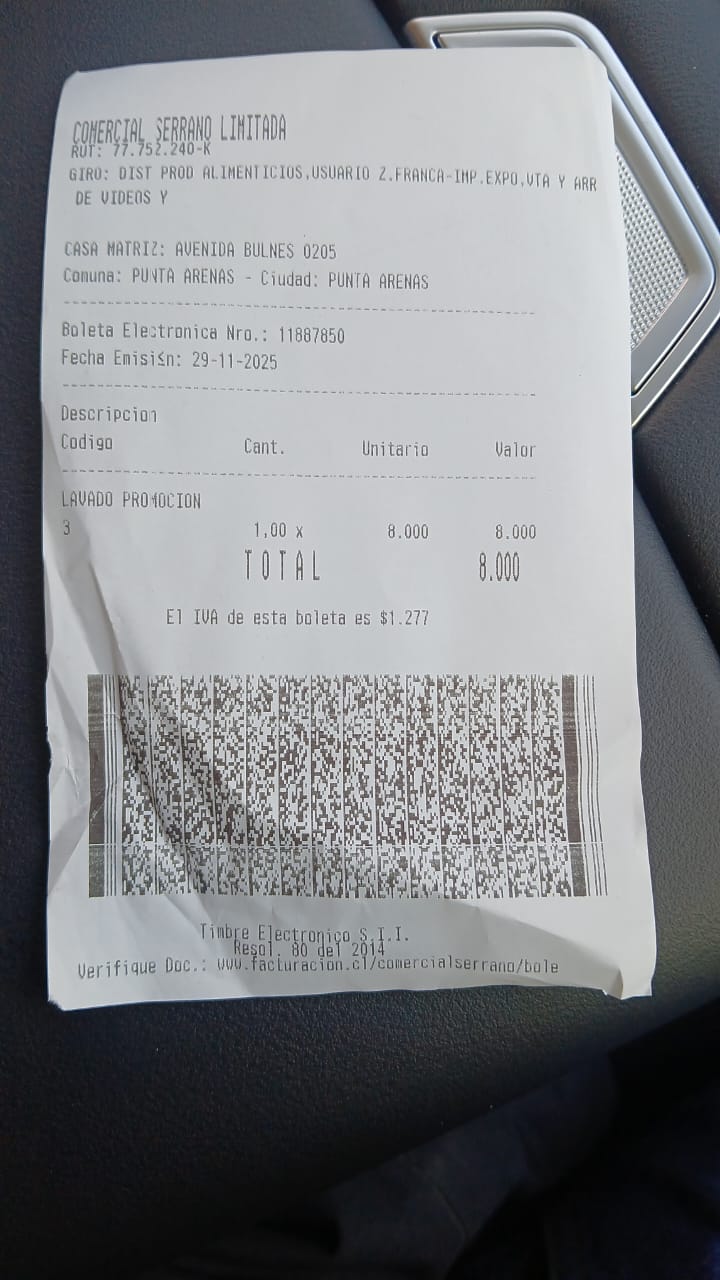 COMERCIAL SERRANO LIMITADA
RUT: 77.752.240-K
GIRO: DIST PROD ALIMENTICIOS,USUARIO Z.FRANCA-IMP.EXPO,VTA Y ARR
DE VIDEOS Y
CASA MATRIZ: AVENIDA BULNES 0205
Comuna: PUNTA ARENAS - Ciudad: PUNTA ARENAS
Boleta Electronica Nro.: 11887850
Fecha Emisiśn: 29-11-2025
Descripcion
Codigo Cant. Unitario Valor
LAVADO PROMOCION
3 1,00 x 8.000 8.000
TOTAL 8.000
El IVA de esta boleta es $1.277
Timbre Electronico S.I.I.
Resol. 80 del 2014
Verifique Doc.: www.facturacion.cl/comercialserrano/bole